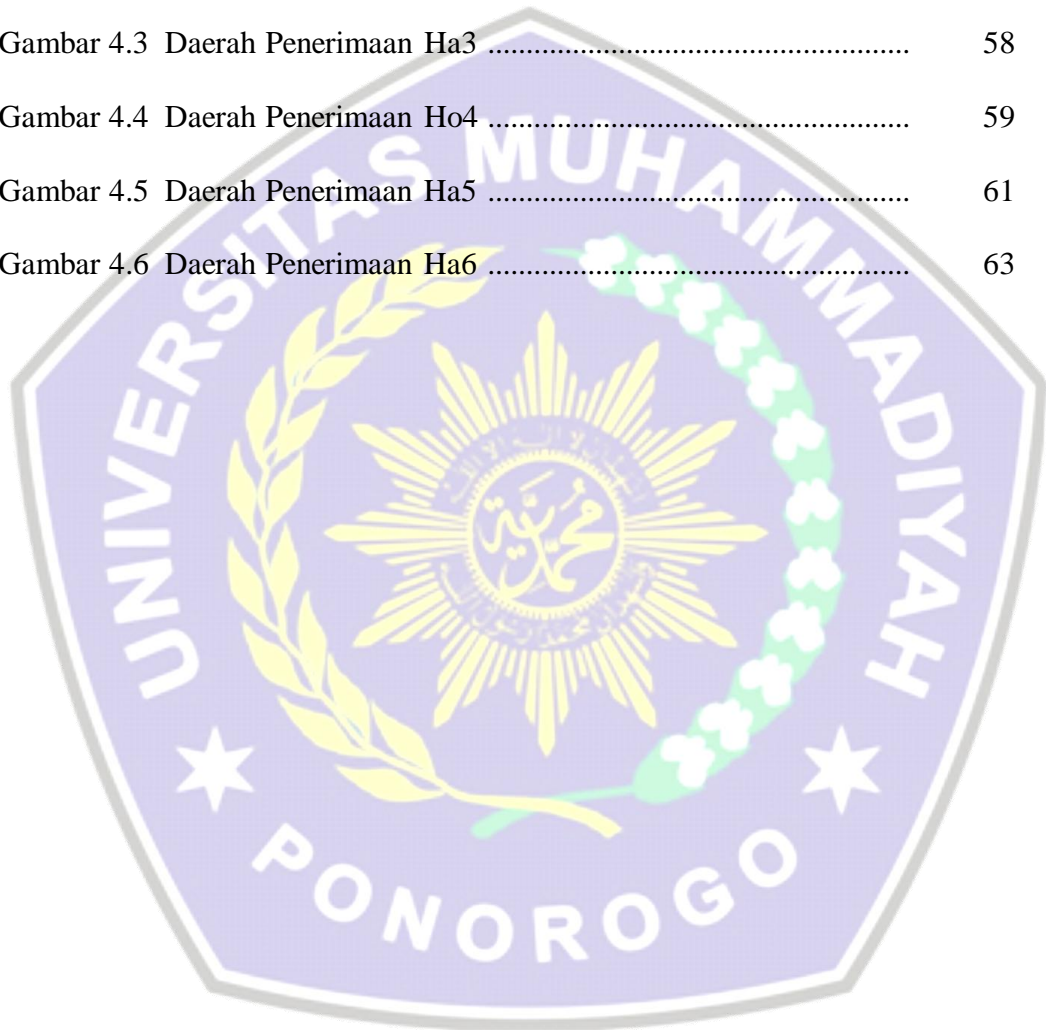 Gambar 4.3 Daerah Penerimaan Ha3 ....................................................... 58
Gambar 4.4 Daerah Penerimaan Ho4 ....................................................... 59
Gambar 4.5 Daerah Penerimaan Ha5 ....................................................... 61
Gambar 4.6 Daerah Penerimaan Ha6 ....................................................... 63
UNIVERSITAS MUHAMMADIYAH
PONOROGO
محمدية